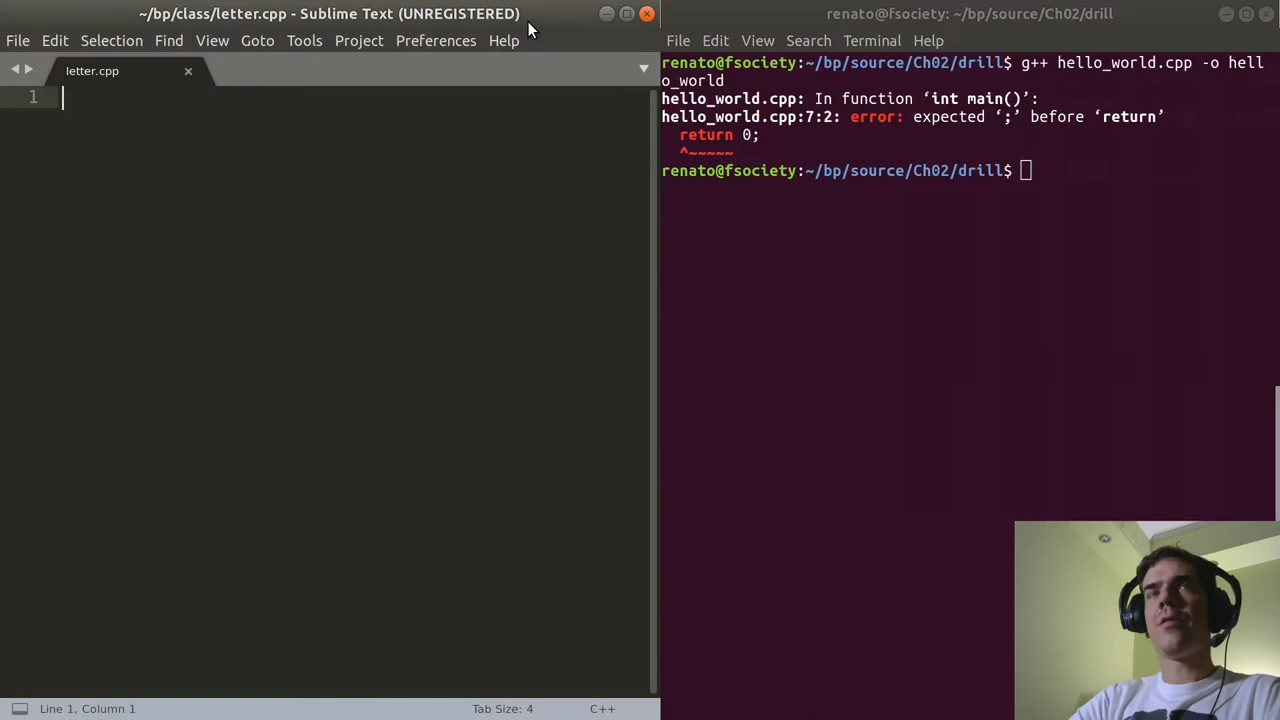 ~/bp/class/letter.cpp - Sublime Text (UNREGISTERED)
File Edit Selection Find View Goto Tools Project Preferences Help
letter.cpp
1
Line 1, Column 1
Tab Size: 4
C++
renato@fsociety: ~/bp/source/Ch02/drill
File Edit View Search Terminal Help
renato@fsociety:~/bp/source/Ch02/drill$ g++ hello_world.cpp -o hell
o_world
hello_world.cpp: In function ‘int main()’:
hello_world.cpp:7:2: error: expected ‘;’ before ‘return’
return 0;
^~~~~~
renato@fsociety:~/bp/source/Ch02/drill$